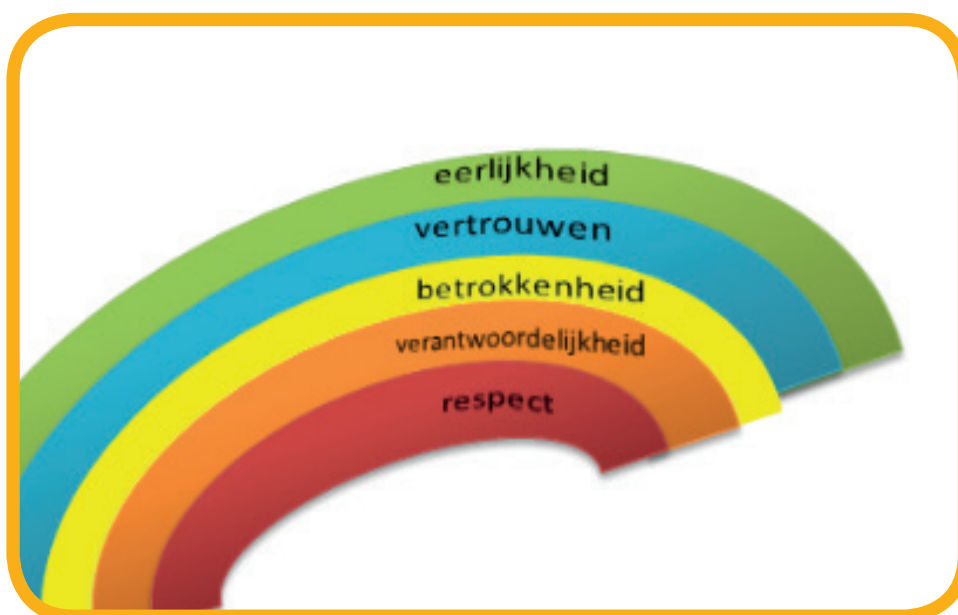 eerlijkheid
vertrouwen
betrokkenheid
verantwoordelijkheid
respect